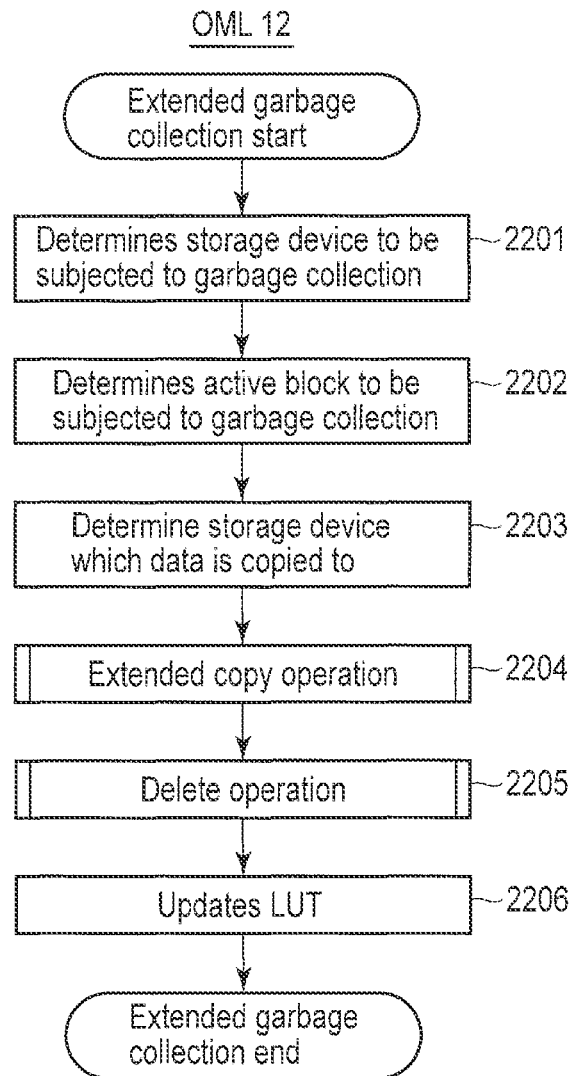 OML 12
Extended garbage
collection start
Determines storage device to be
subjected to garbage collection
2201
Determines active block to be
subjected to garbage collection
2202
Determine storage device
which data is copied to
2203
Extended copy operation
2204
Delete operation
2205
Updates LUT
2206
Extended garbage
collection end